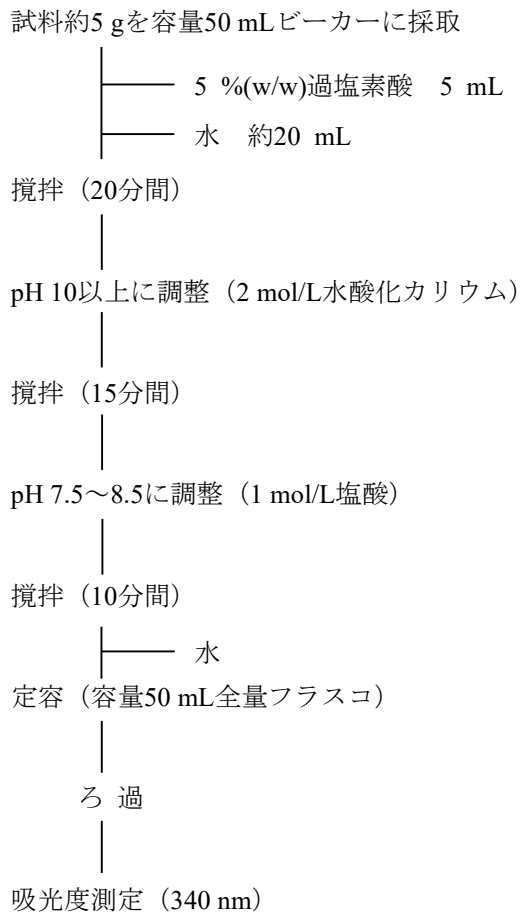 試料約5 gを容量50 mLビーカーに採取
5 %(w/w)過塩素酸　5 mL
水　約20 mL
撹拌（20分間）
pH 10以上に調整（2 mol/L水酸化カリウム）
撹拌（15分間）
pH 7.5～8.5に調整（1 mol/L塩酸）
撹拌（10分間）
水
定容（容量50 mL全量フラスコ）
ろ 過
吸光度測定（340 nm）